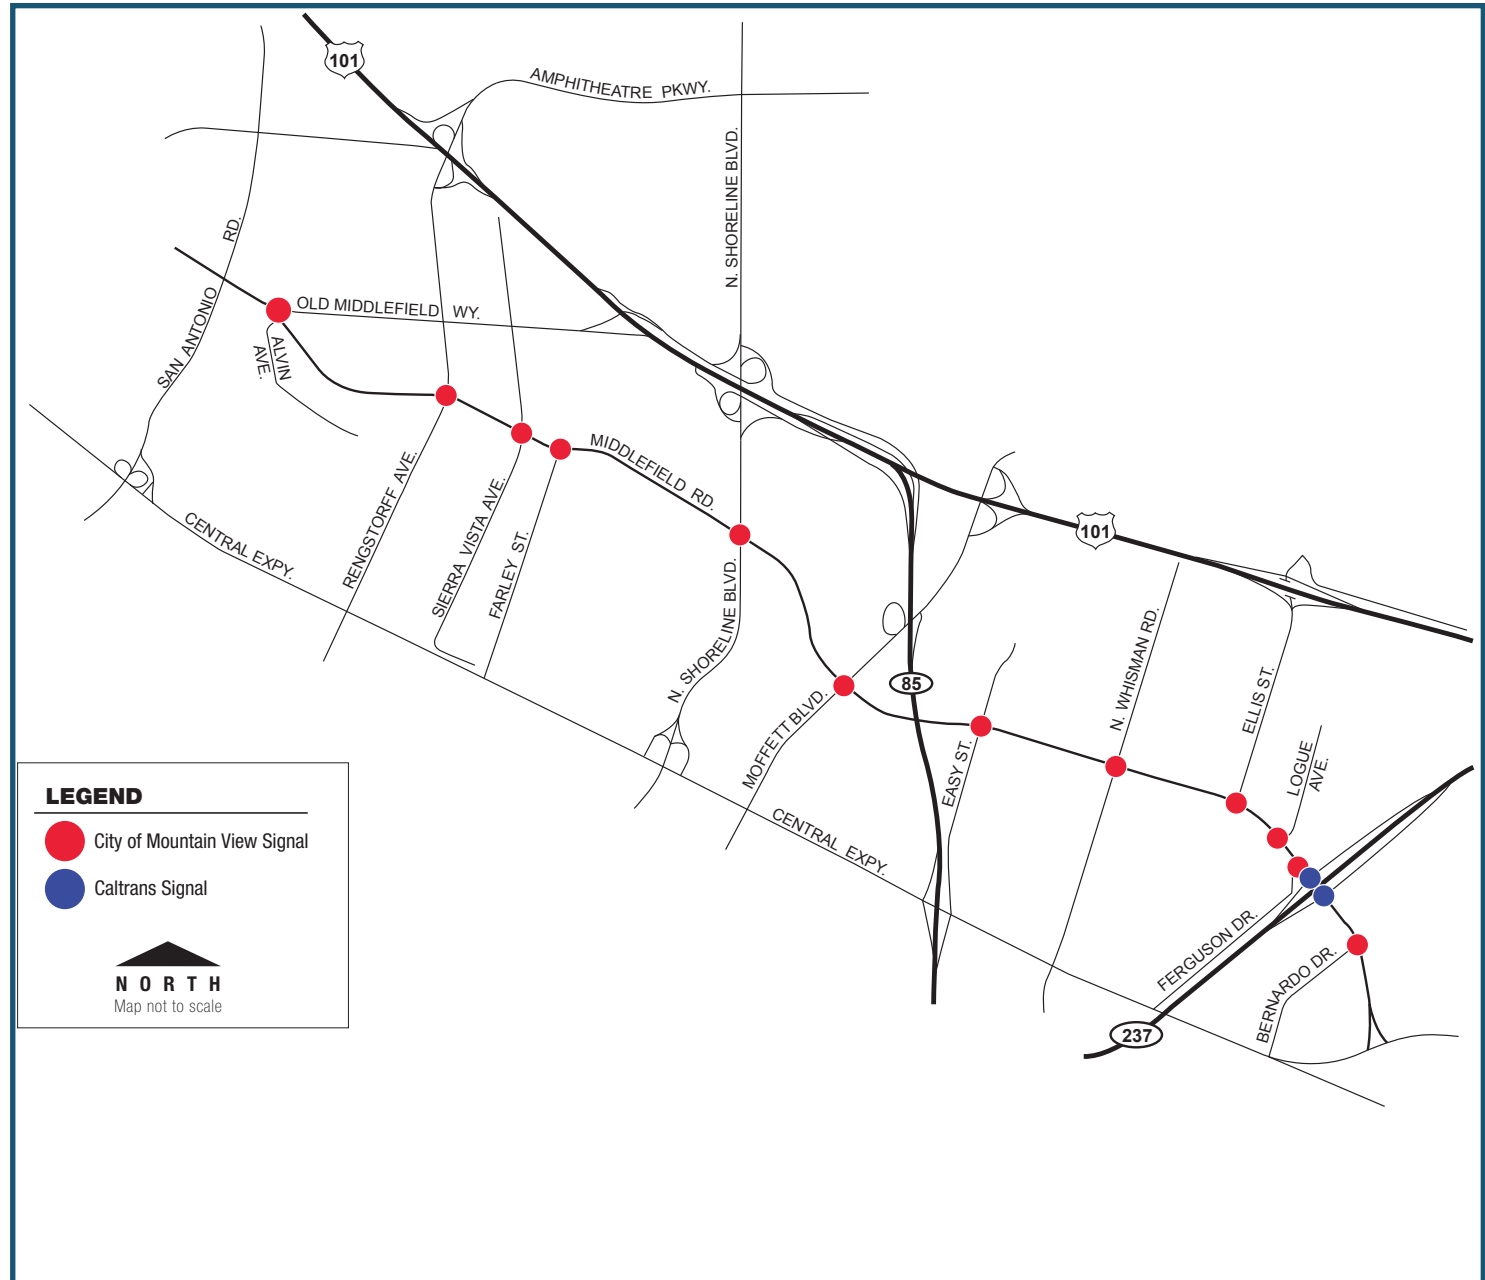 101
AMPHITHEATRE PKWY.
N. SHORELINE BLVD.
RD.
SAN ANTONIO
OLD MIDDLEFIELD WY.
ALVIN
AVE.
MIDDLEFIELD RD.
RENGSTORFF AVE.
SIERRA VISTA AVE.
FARLEY ST.
CENTRAL EXPY.
101
N. SHORELINE BLVD.
N. WHISMAN RD.
ELLIS ST.
85
MOFFETT BLVD.
EASY ST.
LOGUE
AVE.
CENTRAL EXPY.
FERGUSON DR.
BERNARDO DR.
237
LEGEND
City of Mountain View Signal
Caltrans Signal
NORTH
Map not to scale